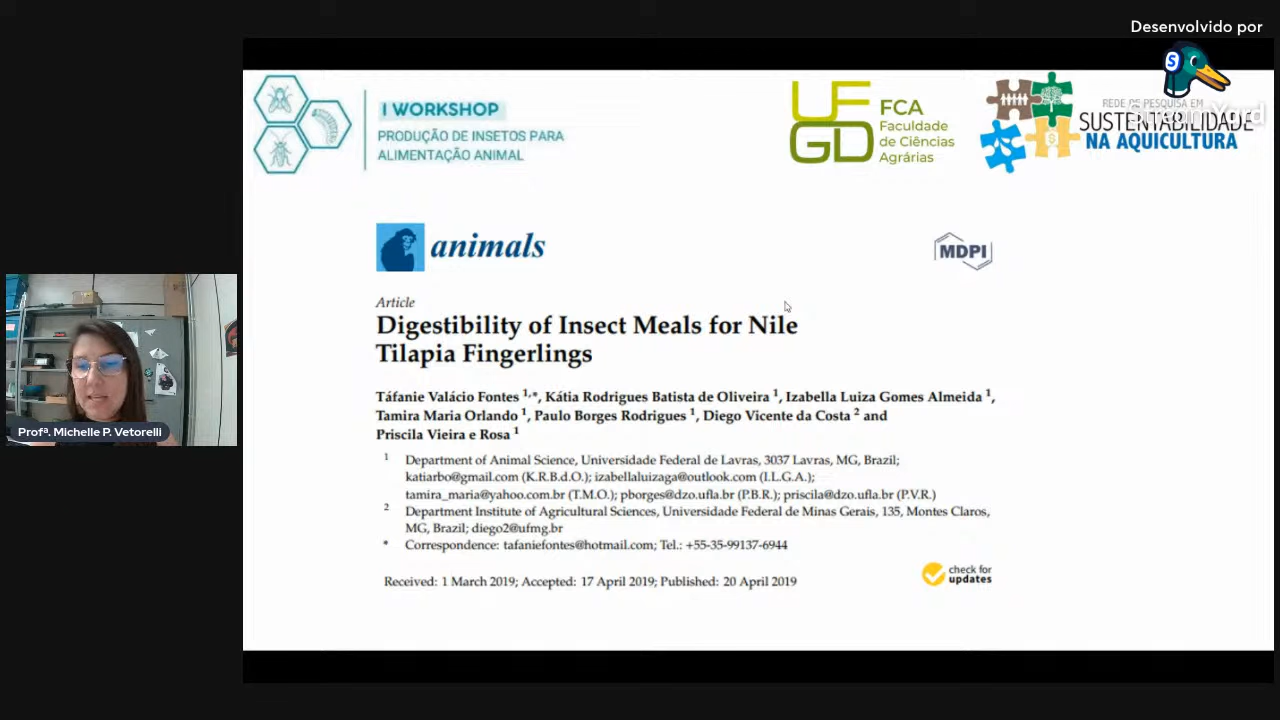 Desenvolvido por
S
StreamYard
I WORKSHOP
PRODUÇÃO DE INSETOS PARA
ALIMENTAÇÃO ANIMAL
UFGD
FCA
Faculdade
de Ciências
Agrárias
REDE DE PESQUISA EM
SUSTENTABILIDADE
NA AQUICULTURA
animals
MDPI
Article
Digestibility of Insect Meals for Nile
Tilapia Fingerlings
Táfanie Valácio Fontes 1,*, Kátia Rodrigues Batista de Oliveira 1, Izabella Luiza Gomes Almeida 1,
Tamira Maria Orlando 1, Paulo Borges Rodrigues 1, Diego Vicente da Costa 2 and
Priscila Vieira e Rosa 1
1 Department of Animal Science, Universidade Federal de Lavras, 3037 Lavras, MG, Brazil;
katiarbo@gmail.com (K.R.B.d.O.); izabellaluizaga@outlook.com (I.L.G.A.);
tamira_maria@yahoo.com.br (T.M.O.); pborges@dzo.ufla.br (P.B.R.); priscila@dzo.ufla.br (P.V.R.)
2 Department Institute of Agricultural Sciences, Universidade Federal de Minas Gerais, 135, Montes Claros,
MG, Brazil; diego2@ufmg.br
* Correspondence: tafaniefontes@hotmail.com; Tel.: +55-35-99137-6944
Received: 1 March 2019; Accepted: 17 April 2019; Published: 20 April 2019
check for
updates
Profª. Michelle P. Vetorelli